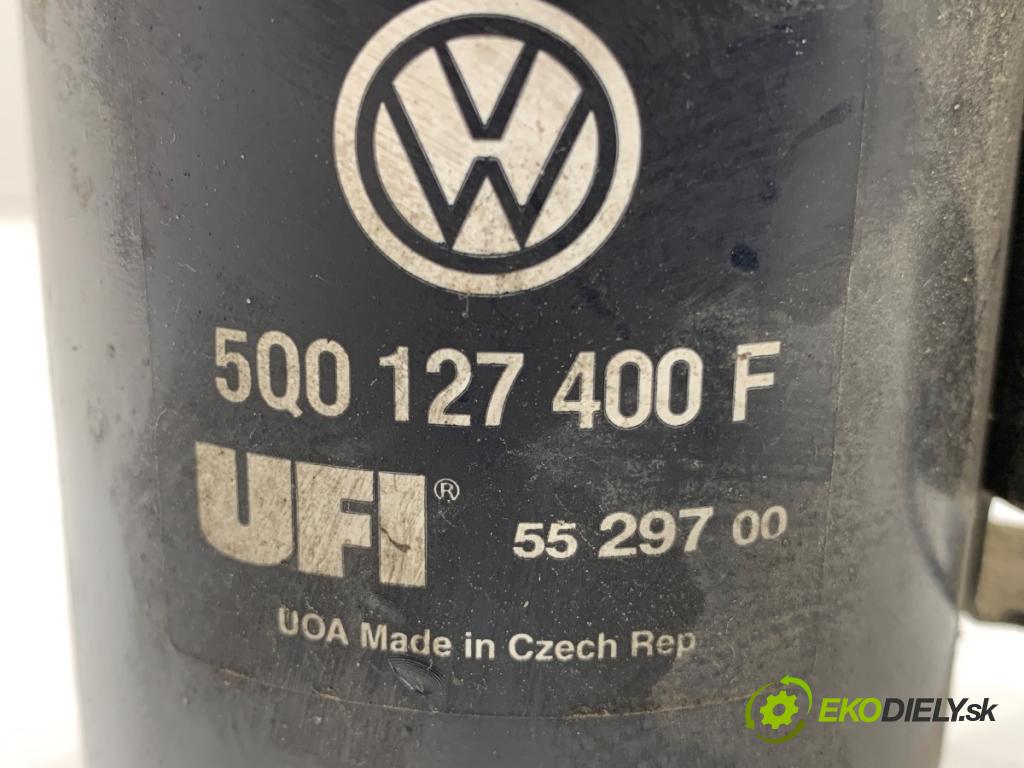 5Q0 127 400 F
UFI® 55 297 00
UOA Made in Czech Rep
EKODIELY.sk